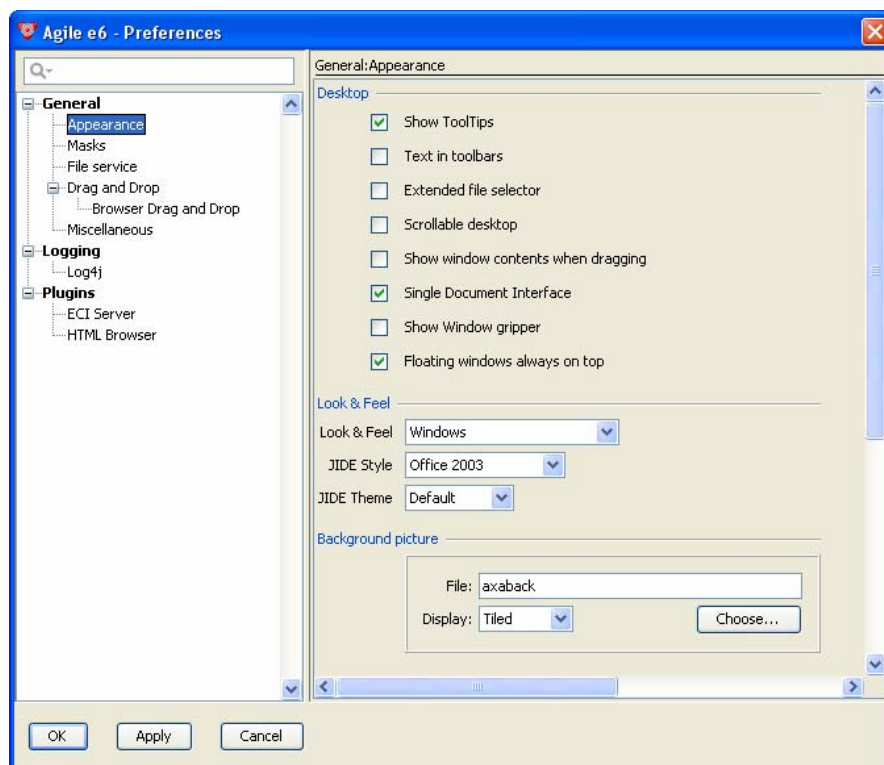 Agile e6 - Preferences
General
Appearance
Masks
File service
Drag and Drop
Browser Drag and Drop
Miscellaneous
Logging
Log4j
Plugins
ECI Server
HTML Browser
General:Appearance
Desktop
Show ToolTips
Text in toolbars
Extended file selector
Scrollable desktop
Show window contents when dragging
Single Document Interface
Show Window gripper
Floating windows always on top
Look & Feel
Look & Feel Windows
JIDE Style Office 2003
JIDE Theme Default
Background picture
File: axaback
Display: Tiled Choose...
OK Apply Cancel